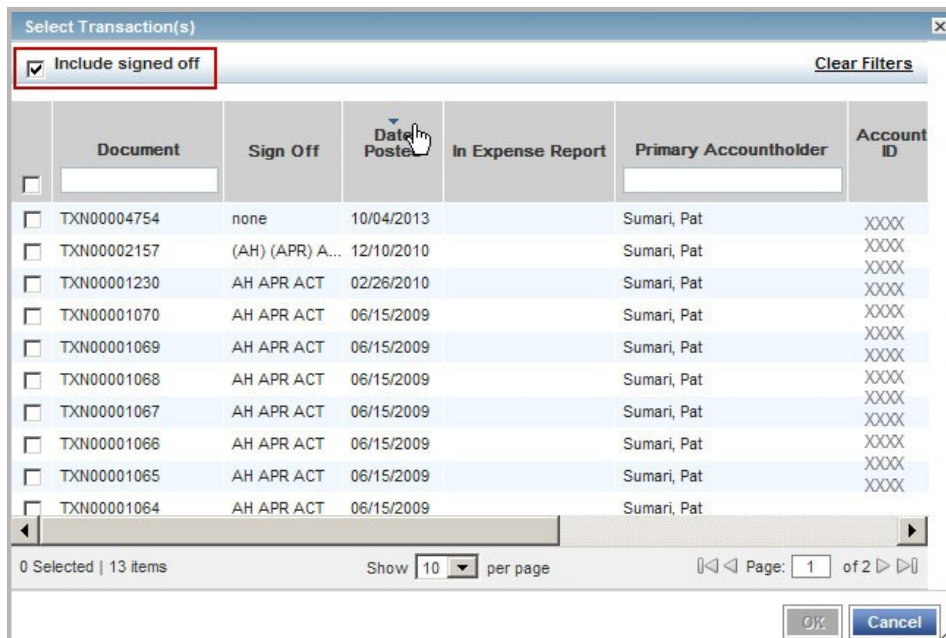 Select Transaction(s)
Include signed off Clear Filters
Document Sign Off Date Posted In Expense Report Primary Accountholder Account ID
TXN00004754 none 10/04/2013 Sumari, Pat XXXX
TXN00002157 (AH) (APR) A... 12/10/2010 Sumari, Pat XXXX
XXXX
TXN00001230 AH APR ACT 02/26/2010 Sumari, Pat XXXX
TXN00001070 AH APR ACT 06/15/2009 Sumari, Pat XXXX
XXXX
TXN00001069 AH APR ACT 06/15/2009 Sumari, Pat XXXX
TXN00001068 AH APR ACT 06/15/2009 Sumari, Pat XXXX
XXXX
TXN00001067 AH APR ACT 06/15/2009 Sumari, Pat XXXX
TXN00001066 AH APR ACT 06/15/2009 Sumari, Pat XXXX
XXXX
TXN00001065 AH APR ACT 06/15/2009 Sumari, Pat XXXX
TXN00001064 AH APR ACT 06/15/2009 Sumari, Pat
0 Selected | 13 items Show 10 per page Page: 1 of 2
OK Cancel